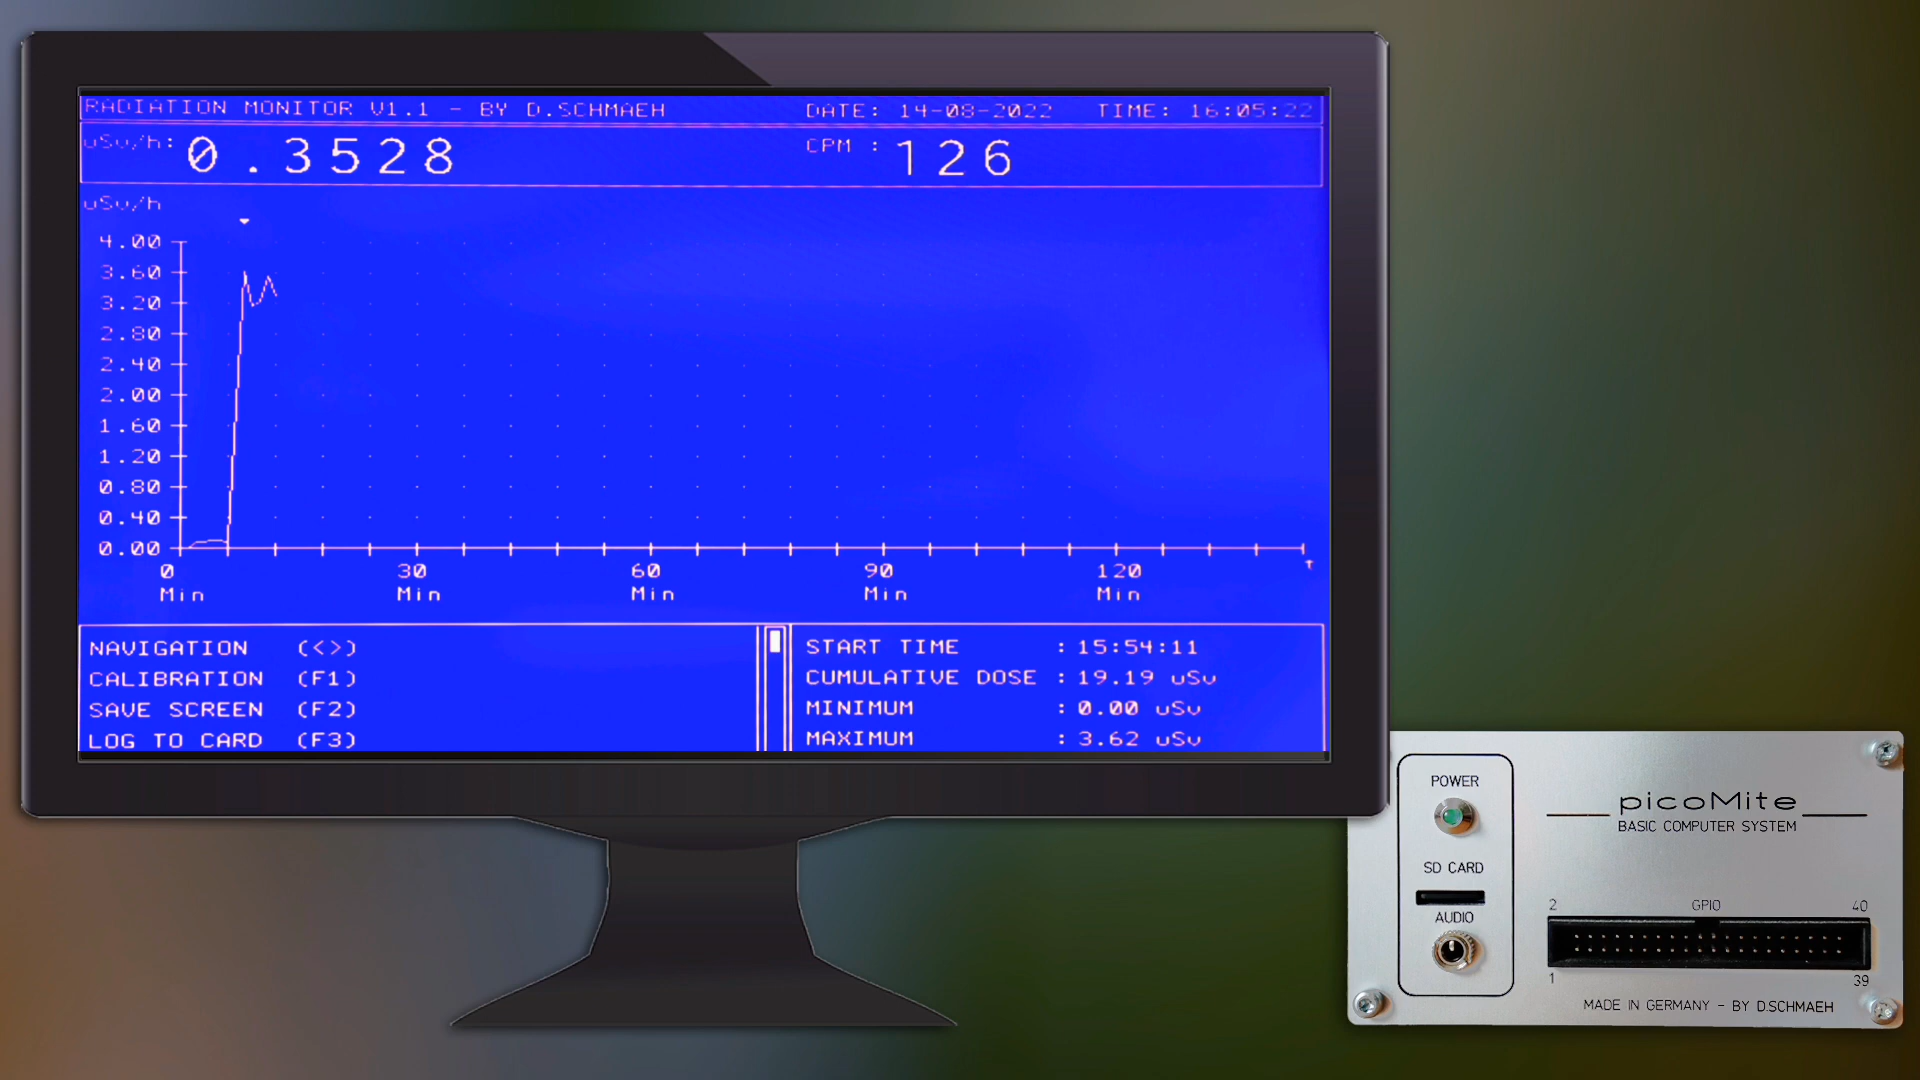 RADIATION MONITOR V1.1 - BY D.SCHMAEH DATE: 14-08-2022 TIME: 16:05:22
uSv/h: 0.3528 CPM : 126
uSv/h
4.00
3.60
3.20
2.80
2.40
2.00
1.60
1.20
0.80
0.40
0.00
0 30 60 90 120 t
Min Min Min Min Min
NAVIGATION (<>)
CALIBRATION (F1)
SAVE SCREEN (F2)
LOG TO CARD (F3)
START TIME : 15:54:11
CUMULATIVE DOSE : 19.19 uSv
MINIMUM : 0.00 uSv
MAXIMUM : 3.62 uSv
POWER
SD CARD
AUDIO
picoMite
BASIC COMPUTER SYSTEM
2 GPIO 40
1 39
MADE IN GERMANY - BY D.SCHMAEH